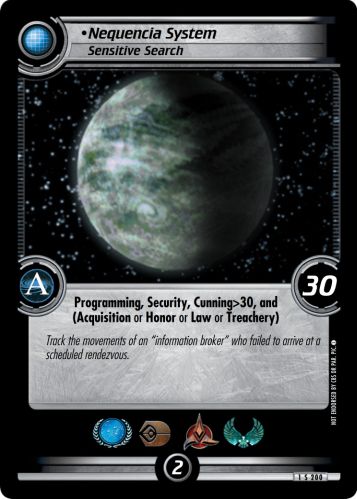 •Nequencia System
Sensitive Search
A
30
Programming, Security, Cunning>30, and
(Acquisition or Honor or Law or Treachery)
Track the movements of an "information broker" who failed to arrive at a
scheduled rendezvous.
NOT ENDORSED BY CBS OR PAR. PIC.
2
1 S 200